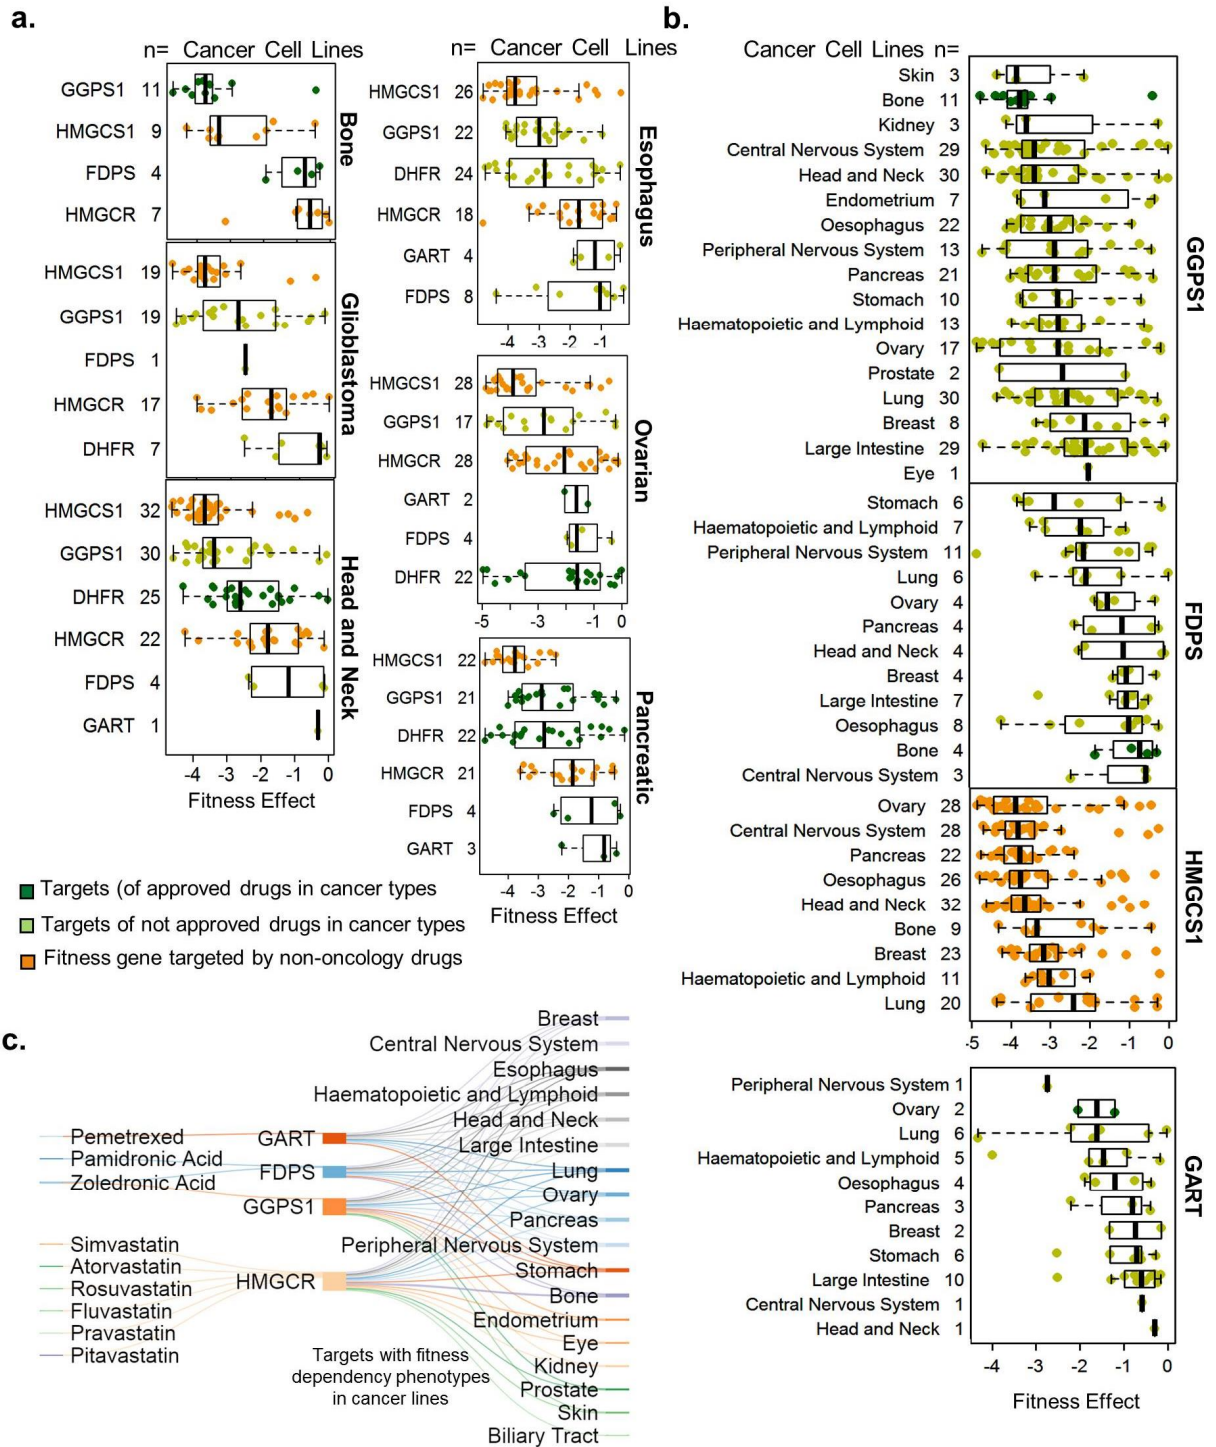 a.
n= Cancer Cell Lines
GGPS1 11
HMGCS1 9
FDPS 4
HMGCR 7
Bone
HMGCS1 19
GGPS1 19
FDPS 1
HMGCR 17
DHFR 7
Glioblastoma
HMGCS1 32
GGPS1 30
DHFR 25
HMGCR 22
FDPS 4
GART 1
Head and Neck
-4 -3 -2 -1 0
Fitness Effect
n= Cancer Cell Lines
HMGCS1 26
GGPS1 22
DHFR 24
HMGCR 18
GART 4
FDPS 8
Esophagus
-4 -3 -2 -1
HMGCS1 28
GGPS1 17
HMGCR 28
GART 2
FDPS 4
DHFR 22
Ovarian
-5 -1 0
HMGCS1 22
GGPS1 21
DHFR 22
HMGCR 21
FDPS 4
GART 3
Pancreatic
-4 -3 -2 -1 0
Fitness Effect
Targets (of approved drugs in cancer types
Targets of not approved drugs in cancer types
Fitness gene targeted by non-oncology drugs
b.
Cancer Cell Lines n=
Skin 3
Bone 11
Kidney 3
Central Nervous System 29
Head and Neck 30
Endometrium 7
Oesophagus 22
Peripheral Nervous System 13
Pancreas 21
Stomach 10
Haematopoietic and Lymphoid 13
Ovary 17
Prostate 2
Lung 30
Breast 8
Large Intestine 29
Eye 1
GGPS1
Stomach 6
Haematopoietic and Lymphoid 7
Peripheral Nervous System 11
Lung 6
Ovary 4
Pancreas 4
Head and Neck 4
Breast 4
Large Intestine 7
Oesophagus 8
Bone 4
Central Nervous System 3
FDPS
Ovary 28
Central Nervous System 28
Pancreas 22
Oesophagus 26
Head and Neck 32
Bone 9
Breast 23
Haematopoietic and Lymphoid 11
Lung 20
HMGCS1
-5 -4 -3 -2 -1 0
Peripheral Nervous System 1
Ovary 2
Lung 6
Haematopoietic and Lymphoid 5
Oesophagus 4
Pancreas 3
Breast 2
Stomach 6
Large Intestine 10
Central Nervous System 1
Head and Neck 1
GART
-4 -3 -2 -1 0
Fitness Effect
c.
Pemetrexed
Pamidronic Acid
Zoledronic Acid
Simvastatin
Atorvastatin
Rosuvastatin
Fluvastatin
Pravastatin
Pitavastatin
GART
FDPS
GGPS1
HMGCR
Targets with fitness
dependency phenotypes
in cancer lines
Breast
Central Nervous System
Esophagus
Haematopoietic and Lymphoid
Head and Neck
Large Intestine
Lung
Ovary
Pancreas
Peripheral Nervous System
Stomach
Bone
Endometrium
Eye
Kidney
Prostate
Skin
Biliary Tract